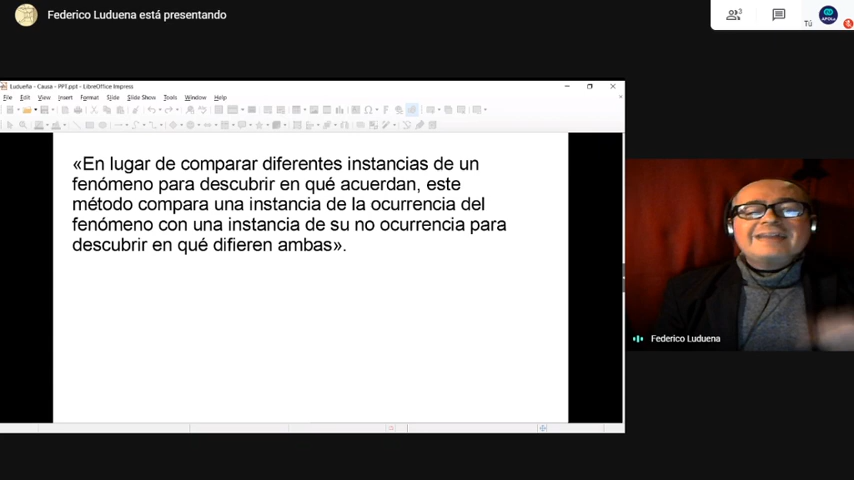 Federico Luduena está presentando
3
Tú
APOLa
Ludueña - Causa - PPT.ppt - LibreOffice Impress
File Edit View Insert Format Slide Slide Show Tools Window Help
«En lugar de comparar diferentes instancias de un
fenómeno para descubrir en qué acuerdan, este
método compara una instancia de la ocurrencia del
fenómeno con una instancia de su no ocurrencia para
descubrir en qué difieren ambas».
Federico Luduena